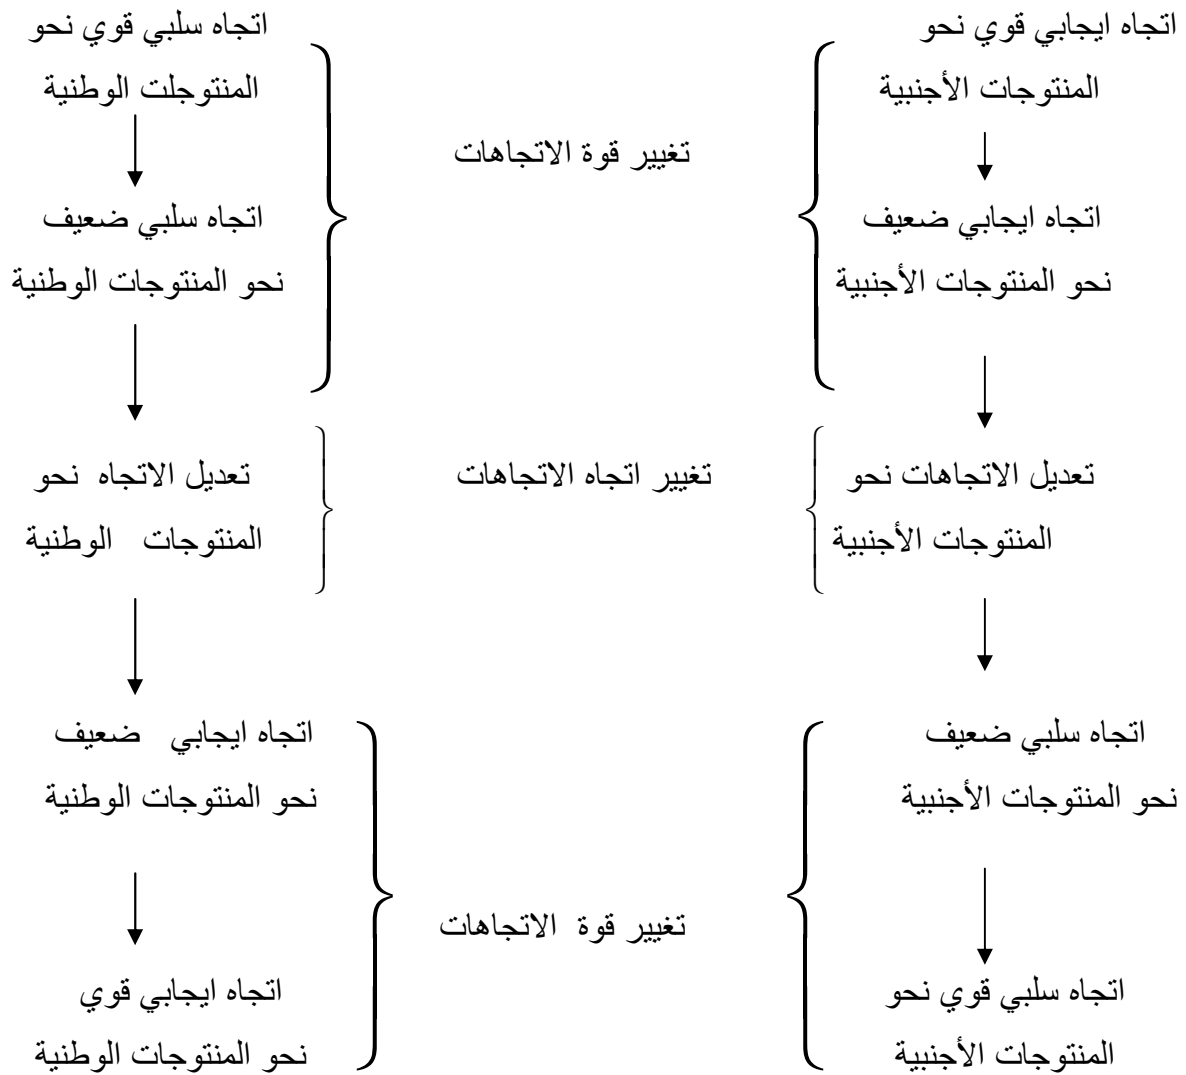 اتجاه ايجابي قوي نحو
المنتوجات الأجنبية
اتجاه سلبي قوي نحو
المنتوجلت الوطنية
تغيير قوة الاتجاهات
اتجاه ايجابي ضعيف
نحو المنتوجات الأجنبية
اتجاه سلبي ضعيف
نحو المنتوجات الوطنية
تعديل الاتجاهات نحو
المنتوجات الأجنبية
تغيير اتجاه الاتجاهات
تعديل الاتجاه نحو
المنتوجات الوطنية
اتجاه سلبي ضعيف
نحو المنتوجات الأجنبية
اتجاه ايجابي ضعيف
نحو المنتوجات الوطنية
تغيير قوة الاتجاهات
اتجاه سلبي قوي نحو
المنتوجات الأجنبية
اتجاه ايجابي قوي
نحو المنتوجات الوطنية